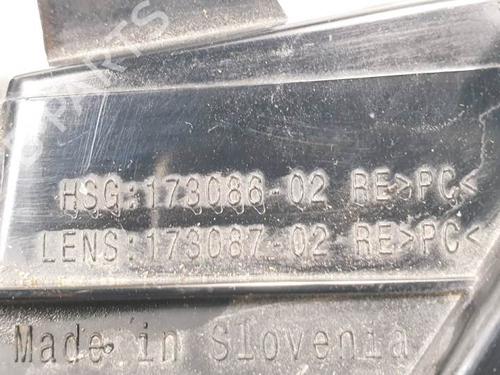 HSG:173086-02 RE>PC<
LENS:173087-02 RE>PC<
Made in Slovenia